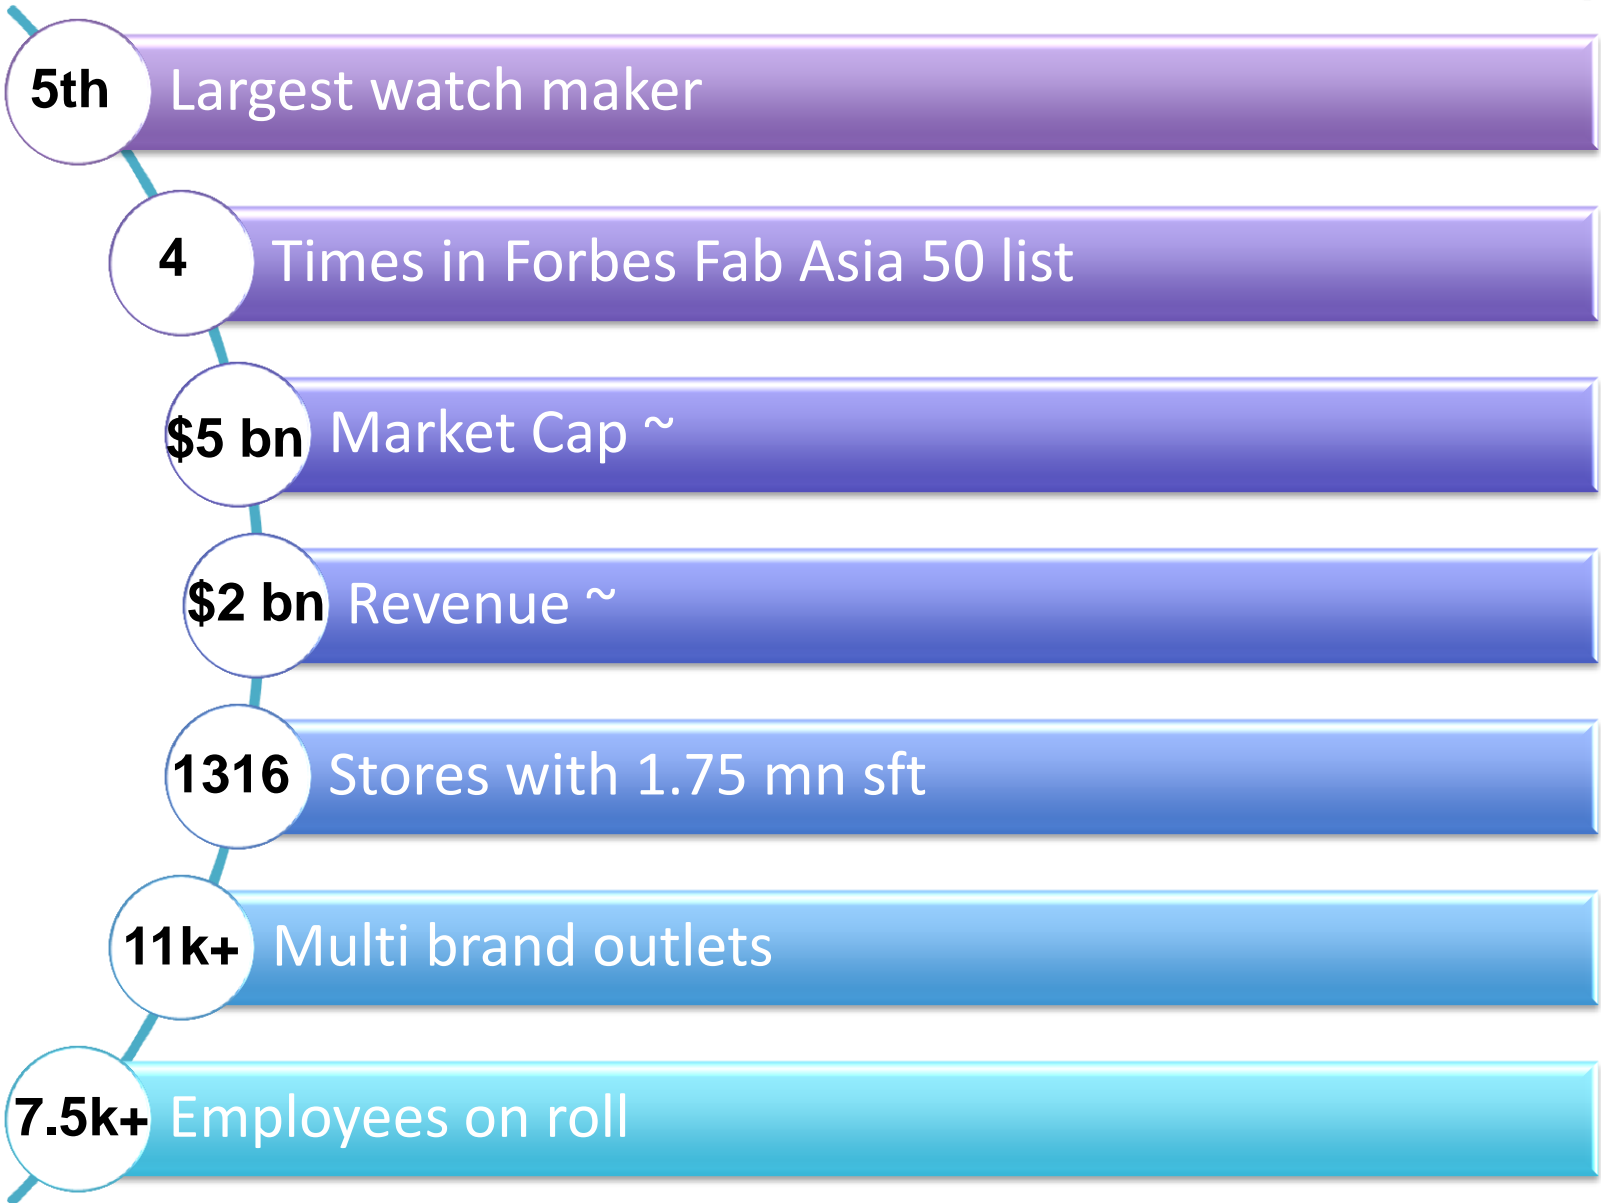 5th Largest watch maker
4 Times in Forbes Fab Asia 50 list
$5 bn Market Cap ~
$2 bn Revenue ~
1316 Stores with 1.75 mn sft
11k+ Multi brand outlets
7.5k+ Employees on roll